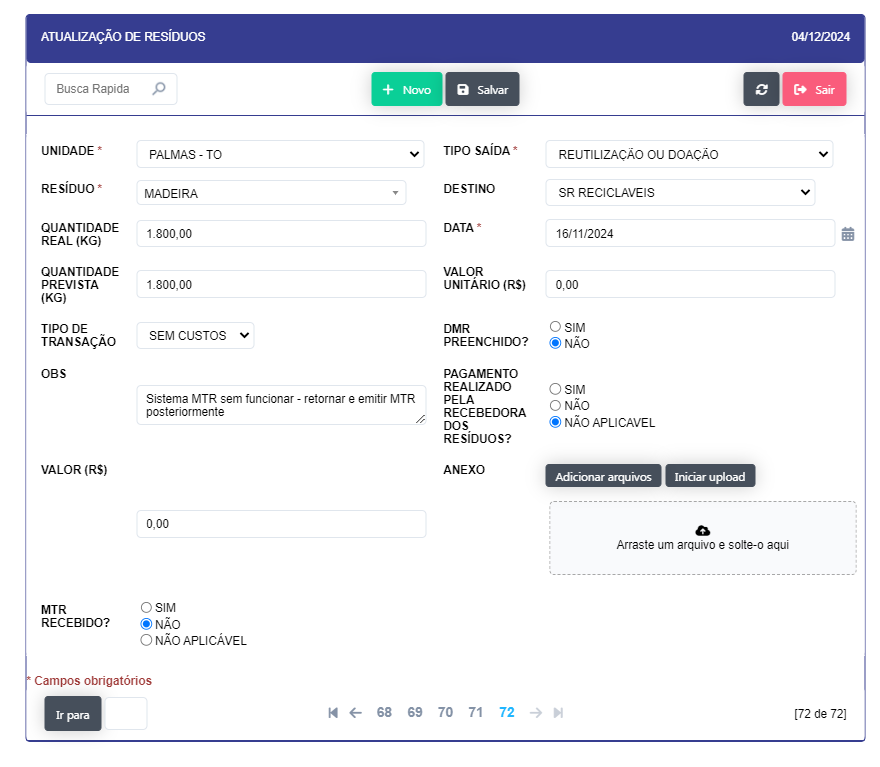 ATUALIZAÇÃO DE RESÍDUOS
04/12/2024
Busca Rapida
Novo
Salvar
Sair
UNIDADE *
PALMAS - TO
TIPO SAÍDA *
REUTILIZAÇÃO OU DOAÇÃO
RESÍDUO *
MADEIRA
DESTINO
SR RECICLAVEIS
QUANTIDADE
REAL (KG)
1.800,00
DATA *
16/11/2024
QUANTIDADE
PREVISTA
(KG)
1.800,00
VALOR
UNITÁRIO (R$)
0,00
TIPO DE
TRANSAÇÃO
SEM CUSTOS
DMR
PREENCHIDO?
SIM
NÃO
OBS
Sistema MTR sem funcionar - retornar e emitir MTR
posteriormente
PAGAMENTO
REALIZADO
PELA
RECEBEDORA
DOS
RESÍDUOS?
SIM
NÃO
NÃO APLICAVEL
VALOR (R$)
0,00
ANEXO
Adicionar arquivos
Iniciar upload
Arraste um arquivo e solte-o aqui
MTR
RECEBIDO?
SIM
NÃO
NÃO APLICÁVEL
* Campos obrigatórios
Ir para
68 69 70 71 72
[72 de 72]